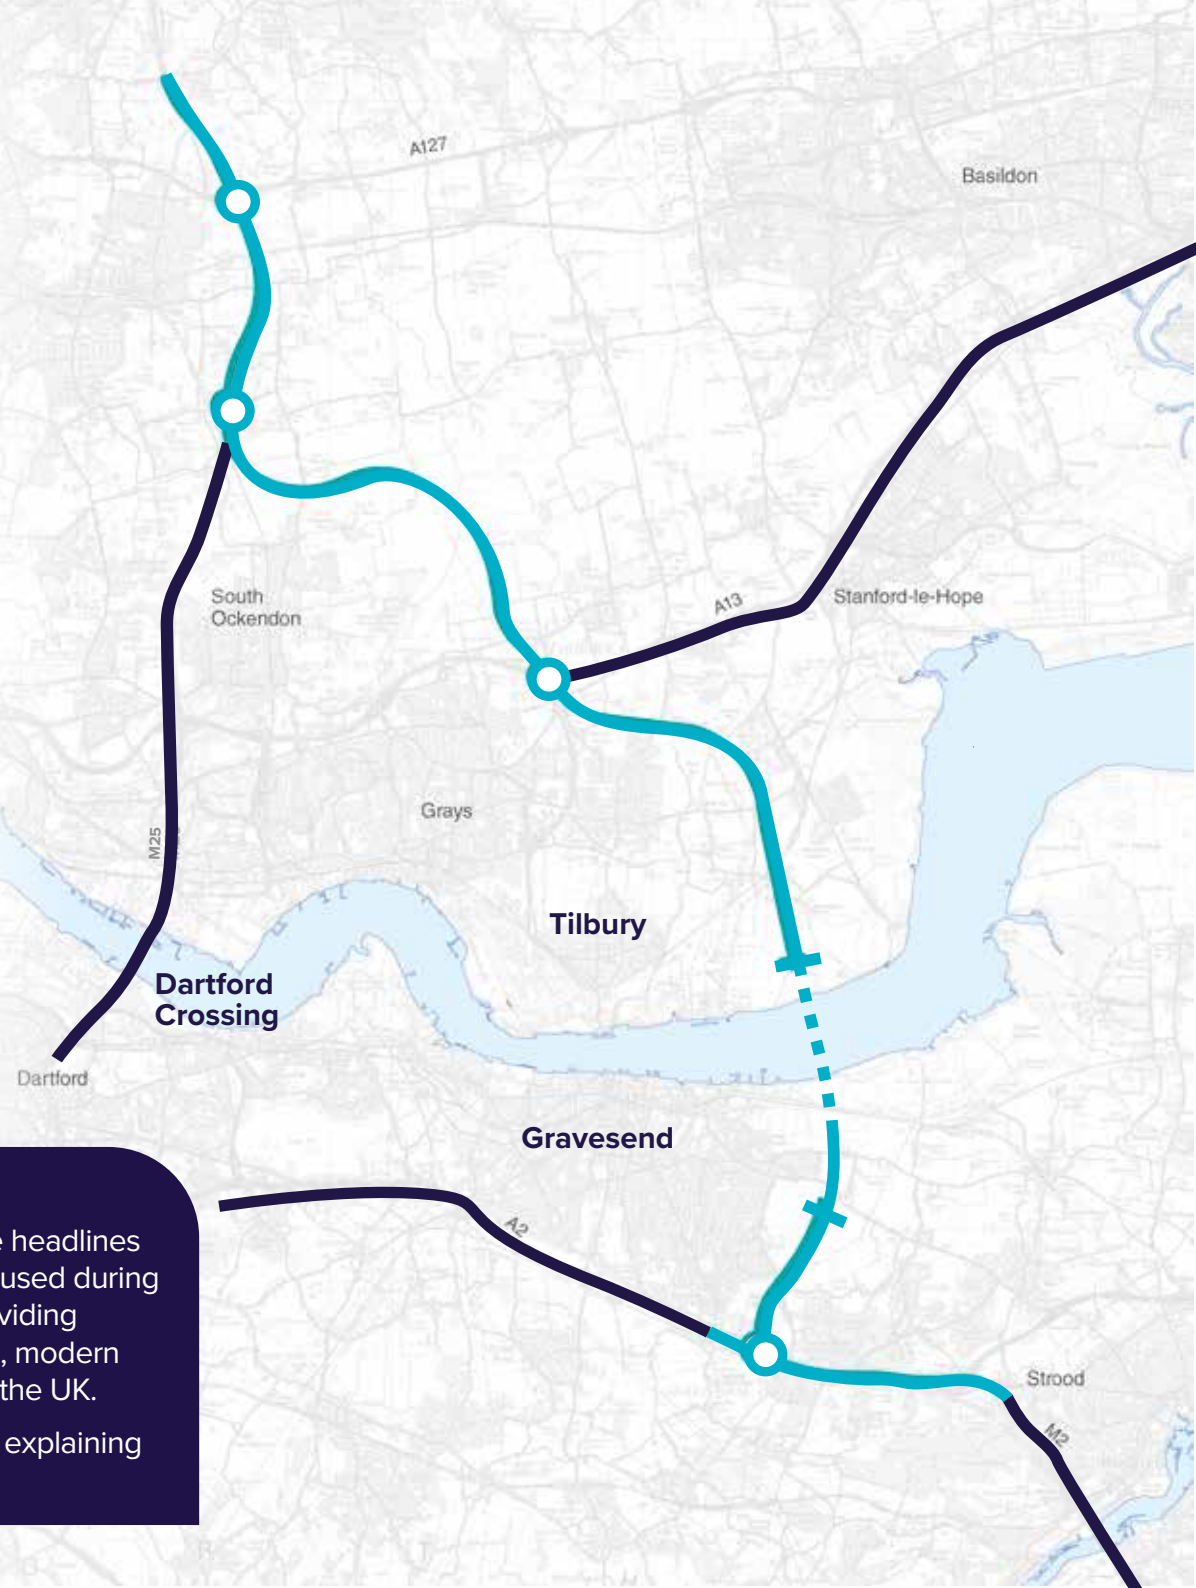 A127
Basildon
South
Ockendon
A13
Stanford-le-Hope
Grays
M25
Tilbury
Dartford
Crossing
Dartford
Gravesend
A2
headlines
used during
viding
, modern
the UK.
explaining
Strood
M2